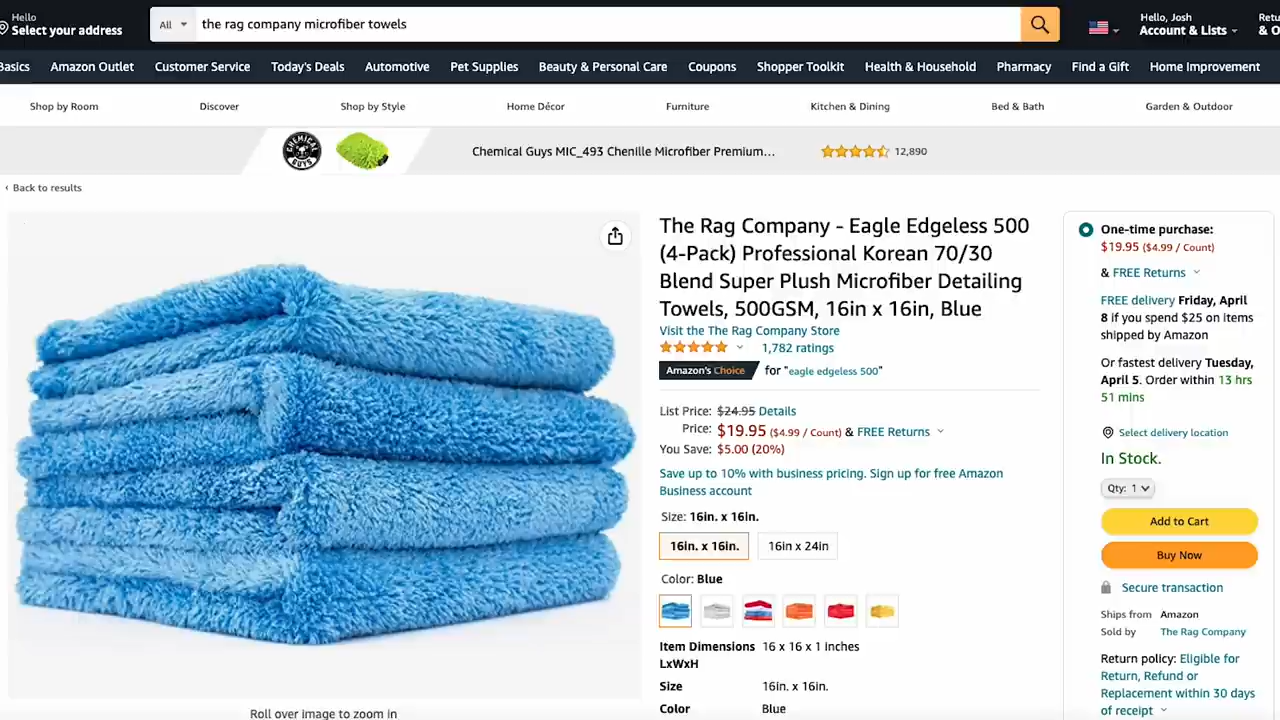 Hello
Select your address
All
the rag company microfiber towels
Hello, Josh
Account & Lists
Retu
& O
Basics
Amazon Outlet
Customer Service
Today's Deals
Automotive
Pet Supplies
Beauty & Personal Care
Coupons
Shopper Toolkit
Health & Household
Pharmacy
Find a Gift
Home Improvement
Shop by Room
Discover
Shop by Style
Home Décor
Furniture
Kitchen & Dining
Bed & Bath
Garden & Outdoor
CHEMICAL
GUYS
Chemical Guys MIC_493 Chenille Microfiber Premium...
12,890
‹ Back to results
The Rag Company - Eagle Edgeless 500
(4-Pack) Professional Korean 70/30
Blend Super Plush Microfiber Detailing
Towels, 500GSM, 16in x 16in, Blue
Visit the The Rag Company Store
1,782 ratings
Amazon's Choice for "eagle edgeless 500"
List Price: $24.95 Details
Price: $19.95 ($4.99 / Count) & FREE Returns
You Save: $5.00 (20%)
Save up to 10% with business pricing. Sign up for free Amazon
Business account
Size: 16in. x 16in.
16in. x 16in.
16in x 24in
Color: Blue
Item Dimensions 16 x 16 x 1 inches
LxWxH
Size 16in. x 16in.
Color Blue
Roll over image to zoom in
One-time purchase:
$19.95 ($4.99 / Count)
& FREE Returns
FREE delivery Friday, April
8 if you spend $25 on items
shipped by Amazon
Or fastest delivery Tuesday,
April 5. Order within 13 hrs
51 mins
Select delivery location
In Stock.
Qty: 1
Add to Cart
Buy Now
Secure transaction
Ships from Amazon
Sold by The Rag Company
Return policy: Eligible for
Return, Refund or
Replacement within 30 days
of receipt